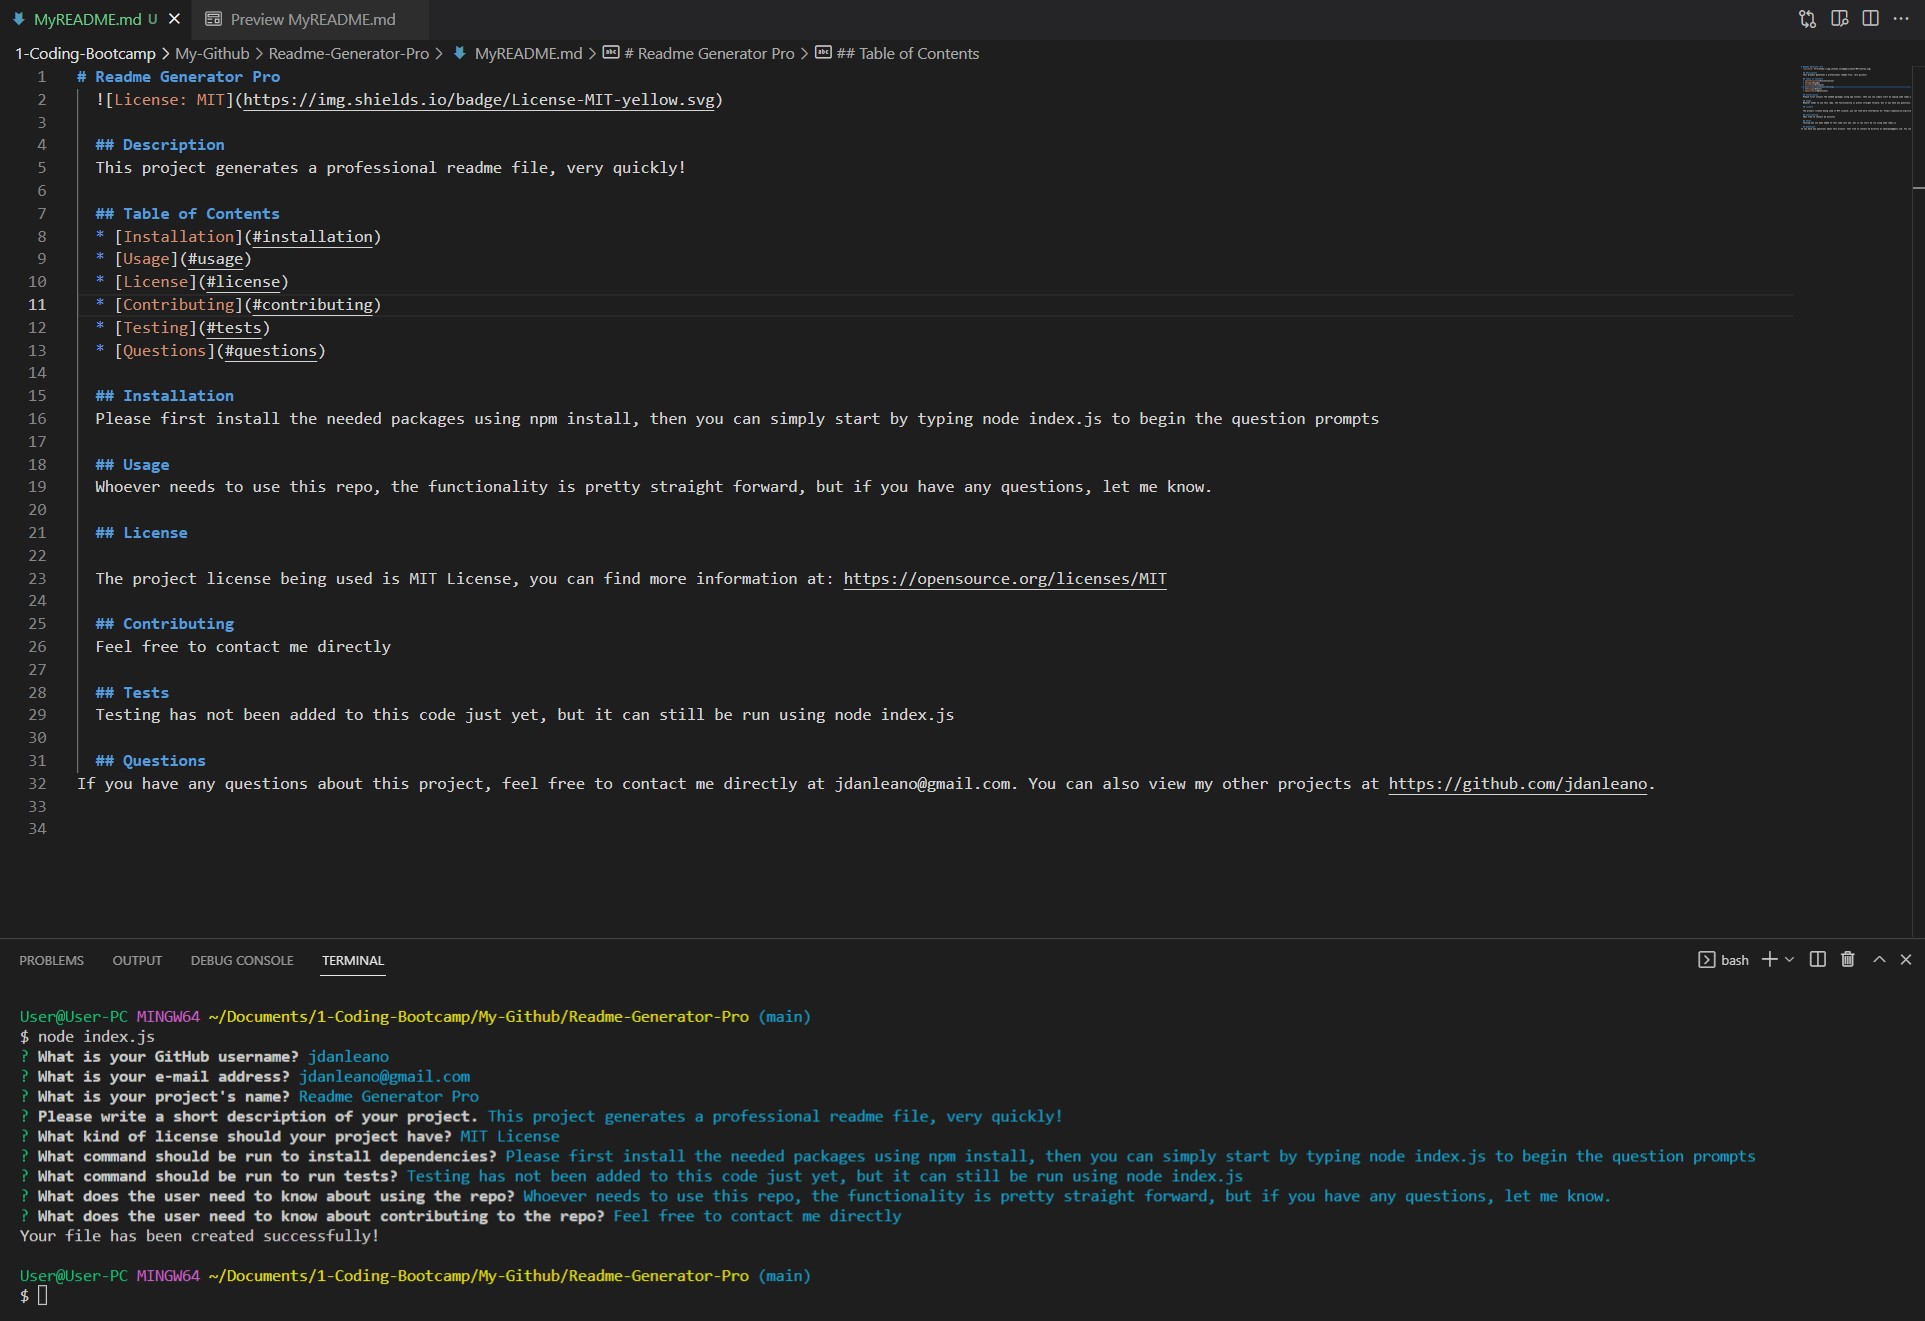 MyREADME.md U
Preview MyREADME.md
1-Coding-Bootcamp > My-Github > Readme-Generator-Pro > MyREADME.md > # Readme Generator Pro > ## Table of Contents
1 # Readme Generator Pro
2 ![License: MIT](https://img.shields.io/badge/License-MIT-yellow.svg)
3
4 ## Description
5 This project generates a professional readme file, very quickly!
6
7 ## Table of Contents
8 * [Installation](#installation)
9 * [Usage](#usage)
10 * [License](#license)
11 * [Contributing](#contributing)
12 * [Testing](#tests)
13 * [Questions](#questions)
14
15 ## Installation
16 Please first install the needed packages using npm install, then you can simply start by typing node index.js to begin the question prompts
17
18 ## Usage
19 Whoever needs to use this repo, the functionality is pretty straight forward, but if you have any questions, let me know.
20
21 ## License
22
23 The project license being used is MIT License, you can find more information at: https://opensource.org/licenses/MIT
24
25 ## Contributing
26 Feel free to contact me directly
27
28 ## Tests
29 Testing has not been added to this code just yet, but it can still be run using node index.js
30
31 ## Questions
32 If you have any questions about this project, feel free to contact me directly at jdanleano@gmail.com. You can also view my other projects at https://github.com/jdanleano.
33
34
PROBLEMS OUTPUT DEBUG CONSOLE TERMINAL
bash
User@User-PC MINGW64 ~/Documents/1-Coding-Bootcamp/My-Github/Readme-Generator-Pro (main)
$ node index.js
? What is your GitHub username? jdanleano
? What is your e-mail address? jdanleano@gmail.com
? What is your project's name? Readme Generator Pro
? Please write a short description of your project. This project generates a professional readme file, very quickly!
? What kind of license should your project have? MIT License
? What command should be run to install dependencies? Please first install the needed packages using npm install, then you can simply start by typing node index.js to begin the question prompts
? What command should be run to run tests? Testing has not been added to this code just yet, but it can still be run using node index.js
? What does the user need to know about using the repo? Whoever needs to use this repo, the functionality is pretty straight forward, but if you have any questions, let me know.
? What does the user need to know about contributing to the repo? Feel free to contact me directly
Your file has been created successfully!
User@User-PC MINGW64 ~/Documents/1-Coding-Bootcamp/My-Github/Readme-Generator-Pro (main)
$